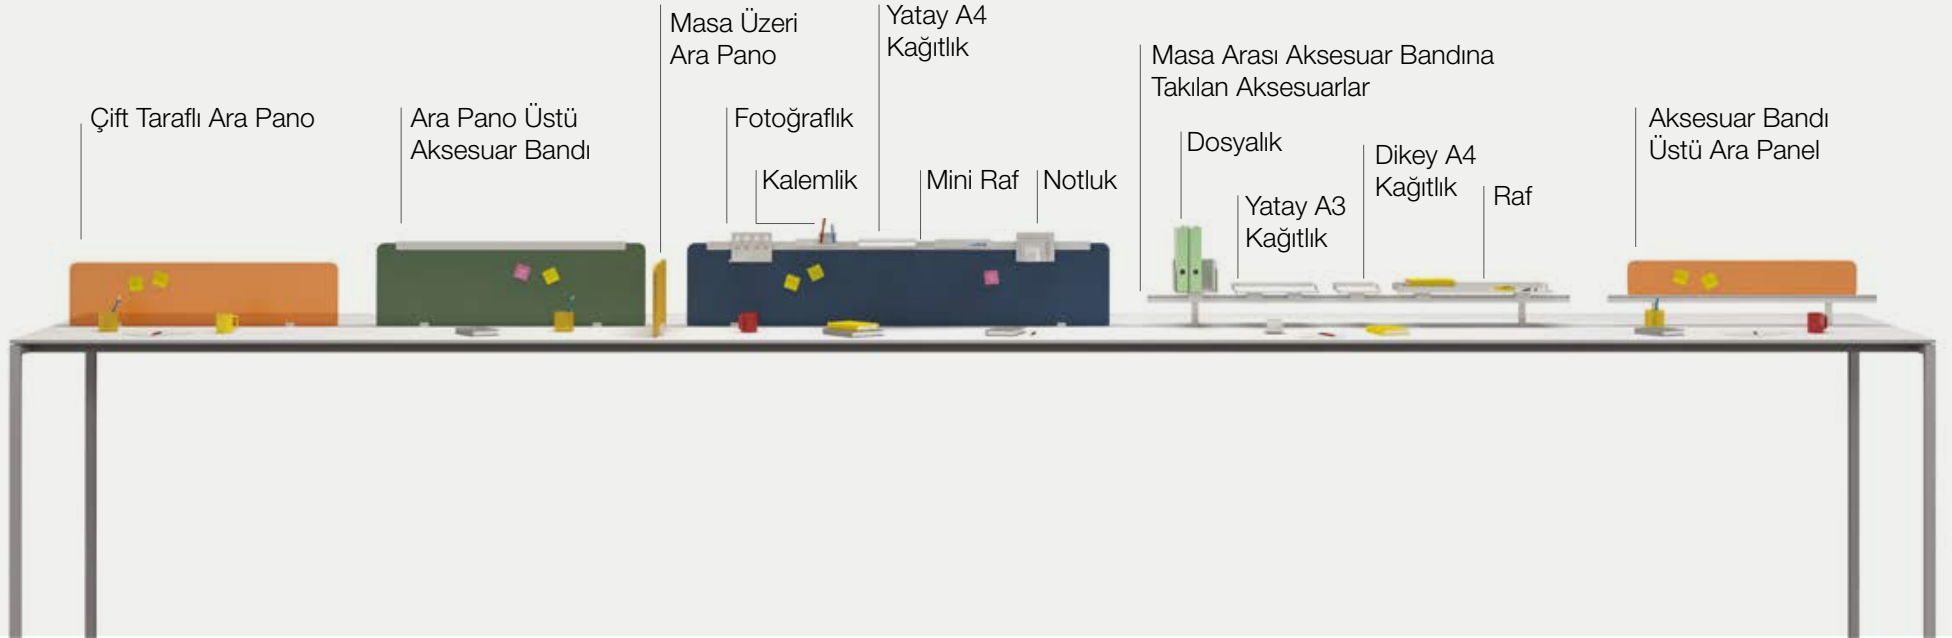 Çift Taraflı Ara Pano
Ara Pano Üstü
Aksesuar Bandı
Masa Üzeri
Ara Pano
Fotoğraflık
Kalemlik
Yatay A4
Kağıtlık
Mini Raf
Notluk
Masa Arası Aksesuar Bandına
Takılan Aksesuarlar
Dosyalık
Yatay A3
Kağıtlık
Dikey A4
Kağıtlık
Raf
Aksesuar Bandı
Üstü Ara Panel